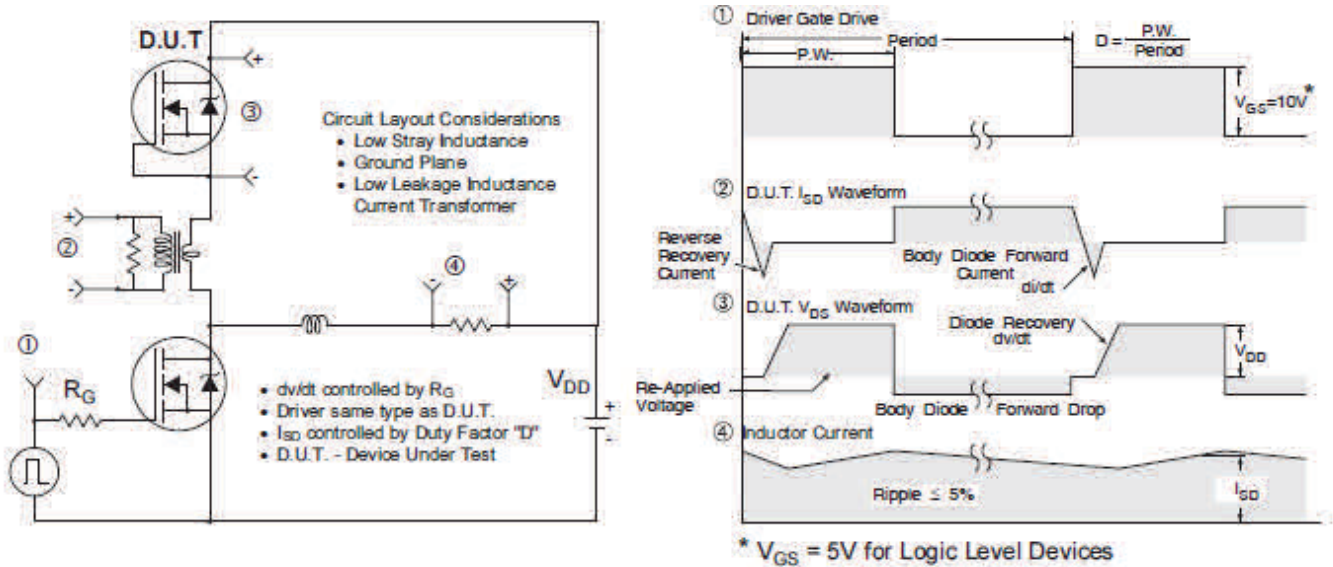 D.U.T
+
③
-
Circuit Layout Considerations
• Low Stray Inductance
• Ground Plane
• Low Leakage Inductance
Current Transformer
+
②
-
④
-
+
①
RG
VDD
+
-
• dv/dt controlled by RG
• Driver same type as D.U.T.
• ISD controlled by Duty Factor "D"
• D.U.T. - Device Under Test
① Driver Gate Drive
Period
P.W.
D = P.W.
Period
VGS=10V*
② D.U.T. ISD Waveform
Reverse
Recovery
Current
Body Diode Forward
Current
di/dt
③ D.U.T. VDS Waveform
Diode Recovery
dv/dt
VDD
Re-Applied
Voltage
Body Diode Forward Drop
④ Inductor Current
Ripple ≤ 5%
ISD
* VGS = 5V for Logic Level Devices